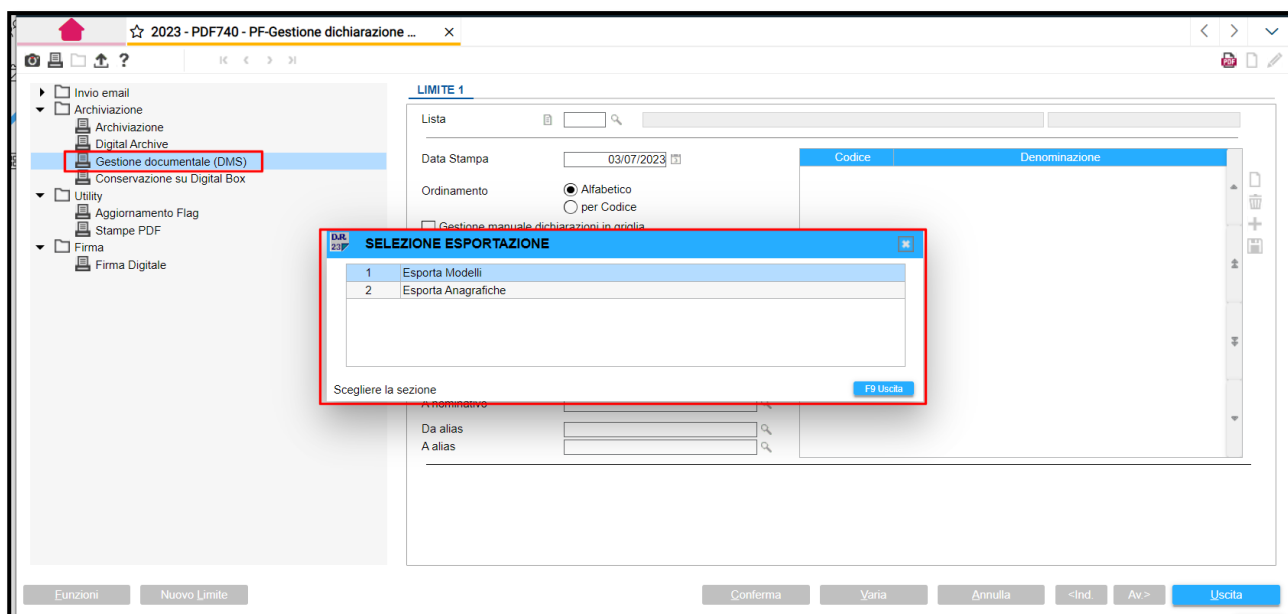 2023 - PDF740 - PF-Gestione dichiarazione ...
?
PDF
Invio email
Archiviazione
Archiviazione
Digital Archive
Gestione documentale (DMS)
Conservazione su Digital Box
Utility
Aggiornamento Flag
Stampe PDF
Firma
Firma Digitale
LIMITE 1
Lista
Data Stampa 03/07/2023
Ordinamento Alfabetico
per Codice
Gestione manuale dichiarazioni in griglia
Codice Denominazione
D.R. 23 SELEZIONE ESPORTAZIONE
1 Esporta Modelli
2 Esporta Anagrafiche
Scegliere la sezione F9 Uscita
A nominativo
Da alias
A alias
Funzioni Nuovo Limite Conferma Varia Annulla <Ind. Av.> Uscita